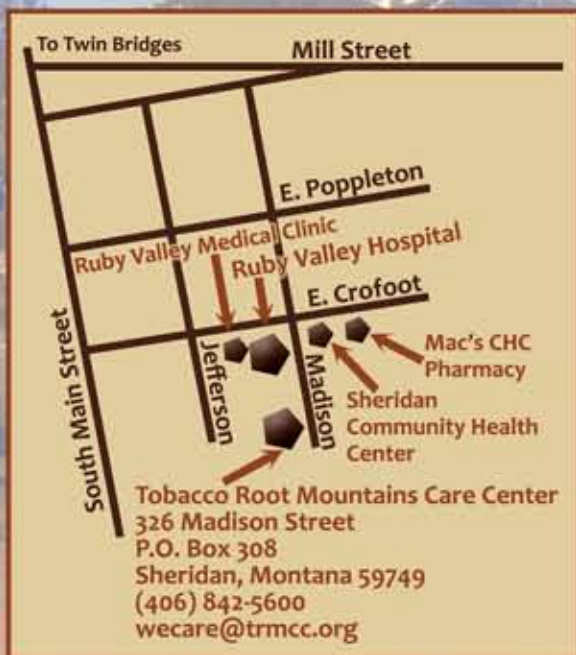 To Twin Bridges
Mill Street
E. Poppleton
Ruby Valley Medical Clinic
Ruby Valley Hospital
E. Crofoot
South Main Street
Jefferson
Madison
Mac's CHC
Pharmacy
Sheridan
Community Health
Center
Tobacco Root Mountains Care Center
326 Madison Street
P.O. Box 308
Sheridan, Montana 59749
(406) 842-5600
wecare@trmcc.org